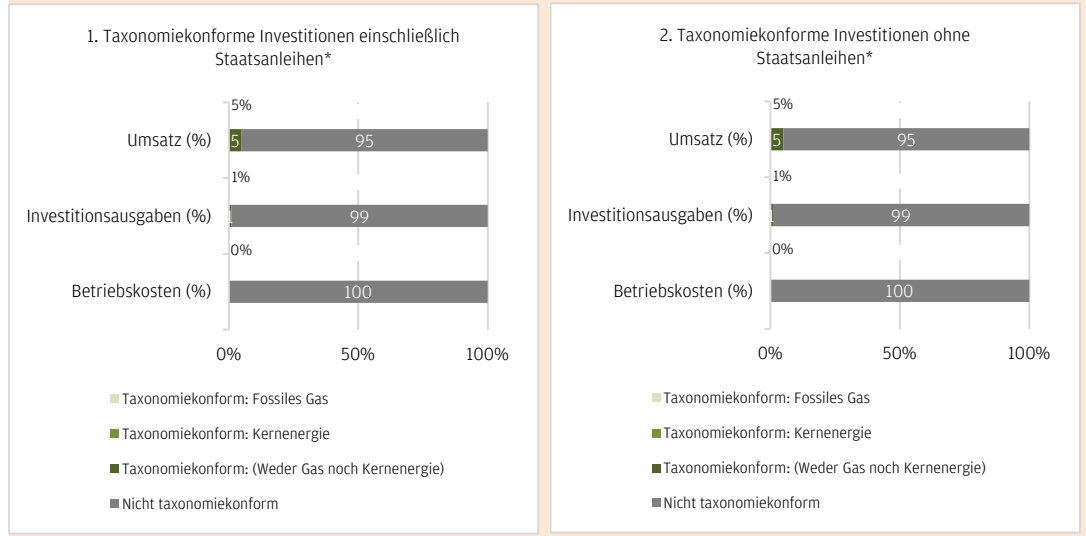 1. Taxonomiekonforme Investitionen einschließlich
Staatsanleihen*
5%
Umsatz (%)
5
95
1%
Investitionsausgaben (%)
1
99
0%
Betriebskosten (%)
100
0%
50%
100%
Taxonomiekonform: Fossiles Gas
Taxonomiekonform: Kernenergie
Taxonomiekonform: (Weder Gas noch Kernenergie)
Nicht taxonomiekonform
2. Taxonomiekonforme Investitionen ohne
Staatsanleihen*
5%
Umsatz (%)
5
95
1%
Investitionsausgaben (%)
1
99
0%
Betriebskosten (%)
100
0%
50%
100%
Taxonomiekonform: Fossiles Gas
Taxonomiekonform: Kernenergie
Taxonomiekonform: (Weder Gas noch Kernenergie)
Nicht taxonomiekonform